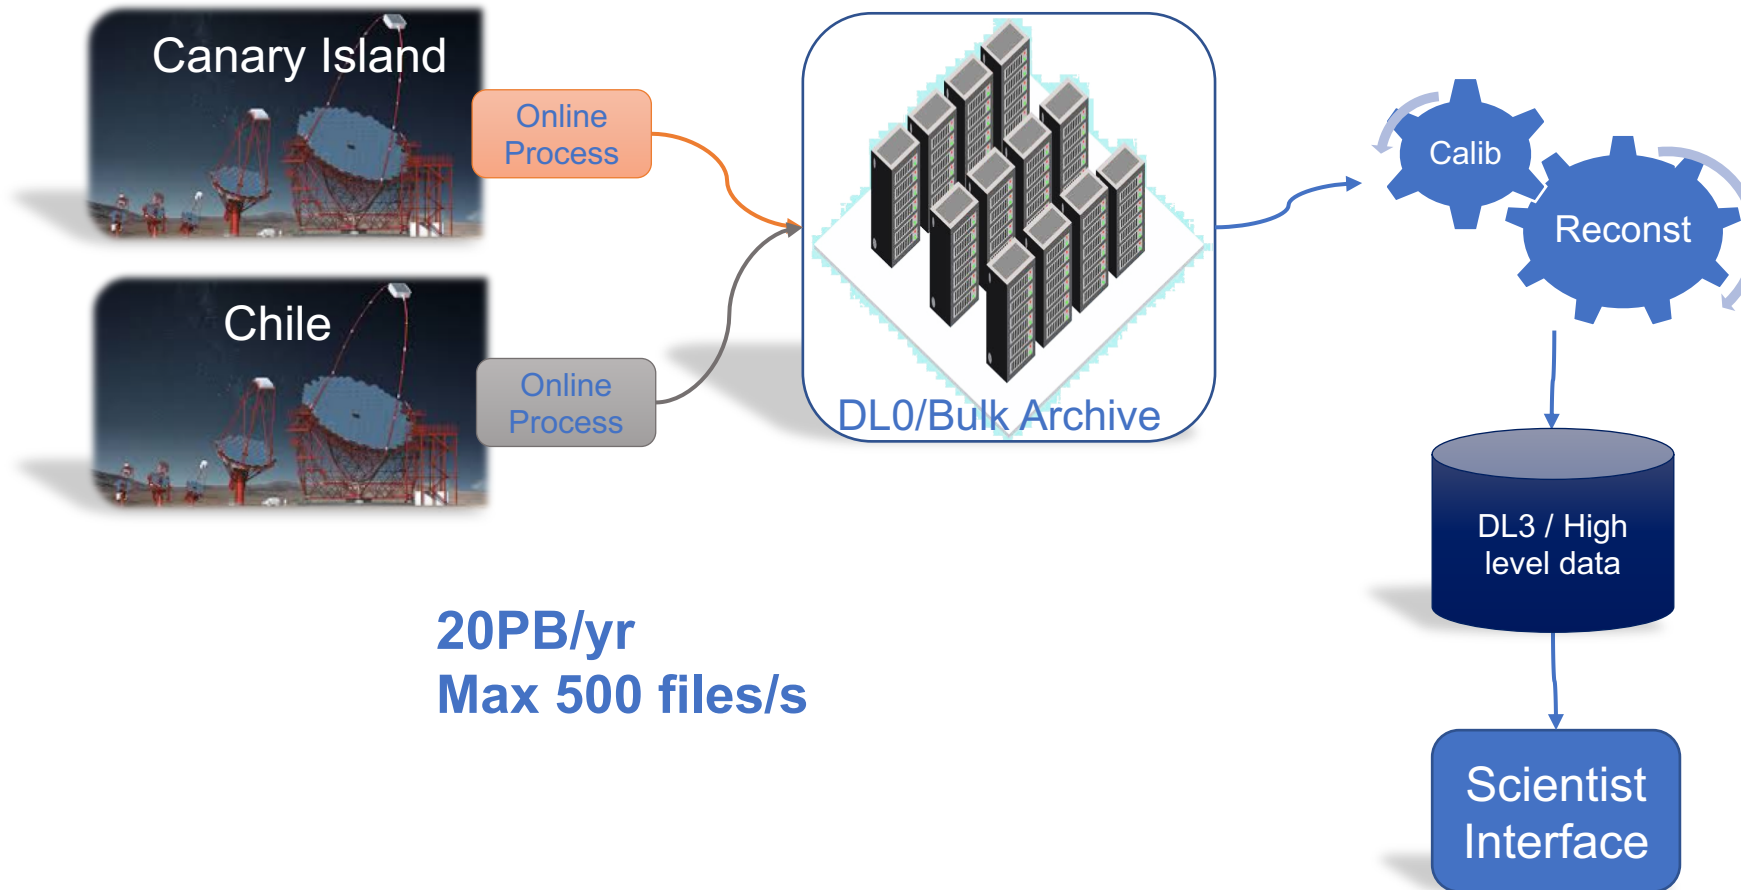 Canary Island
Online
Process
Chile
Online
Process
DL0/Bulk Archive
Calib
Reconst
DL3 / High
level data
20PB/yr
Max 500 files/s
Scientist
Interface